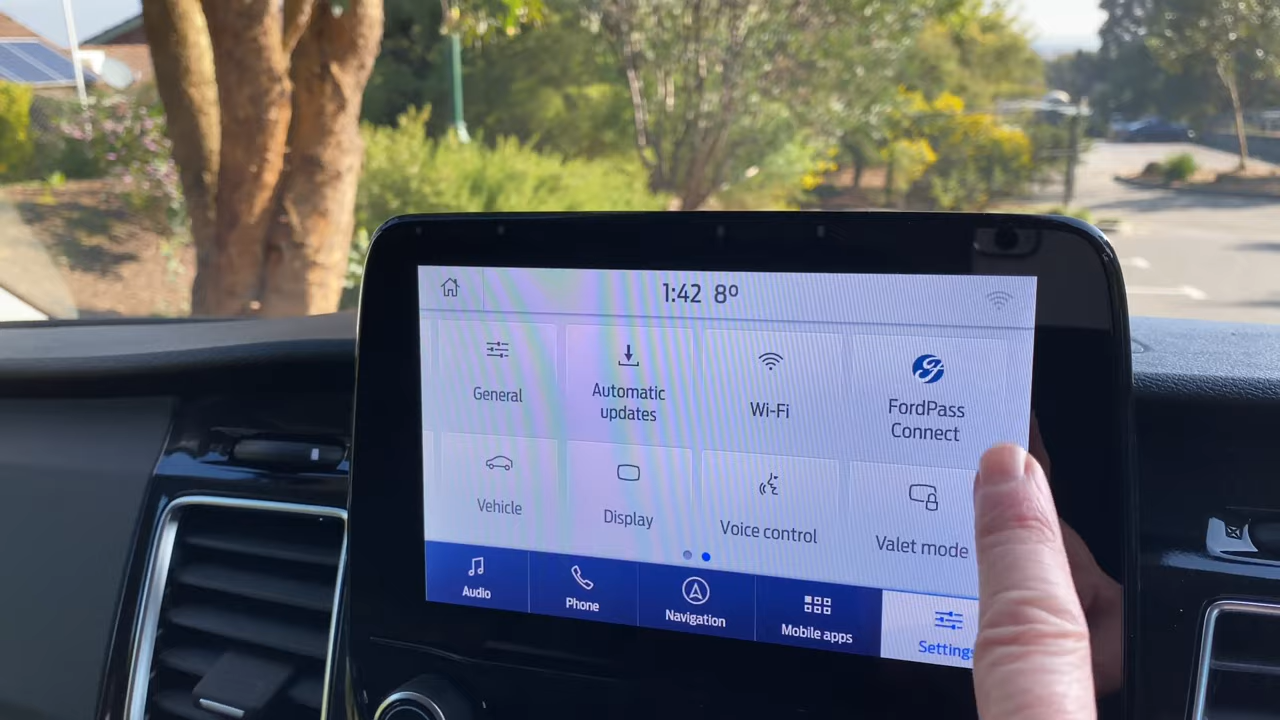 1:42 8°
General
Automatic
updates
Wi-Fi
FordPass
Connect
Vehicle
Display
Voice control
Valet mode
Audio
Phone
Navigation
Mobile apps
Settings